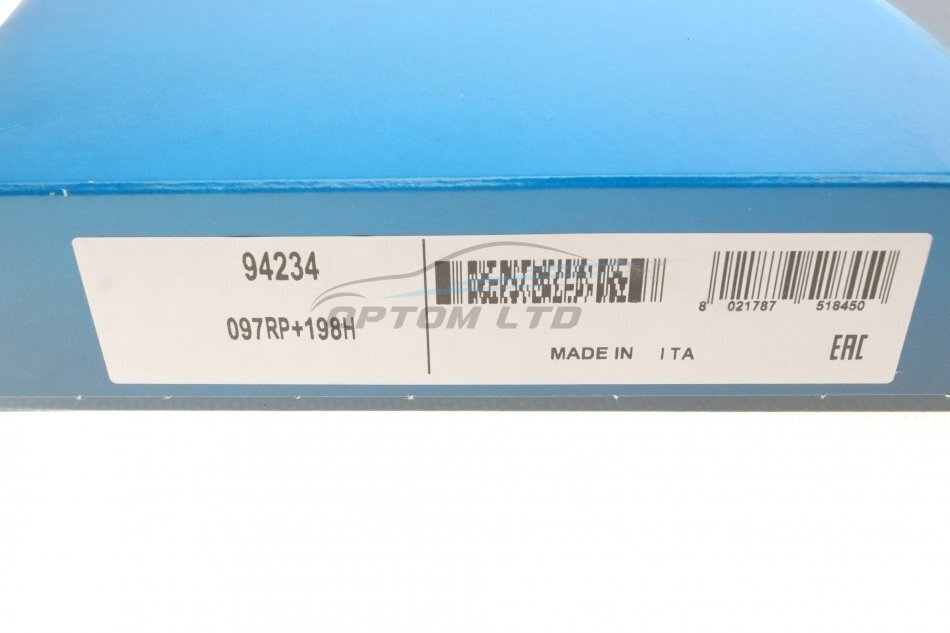 94234
097RP+198H
OPTOM LTD
8 021787 518450
MADE IN ITA
EAC